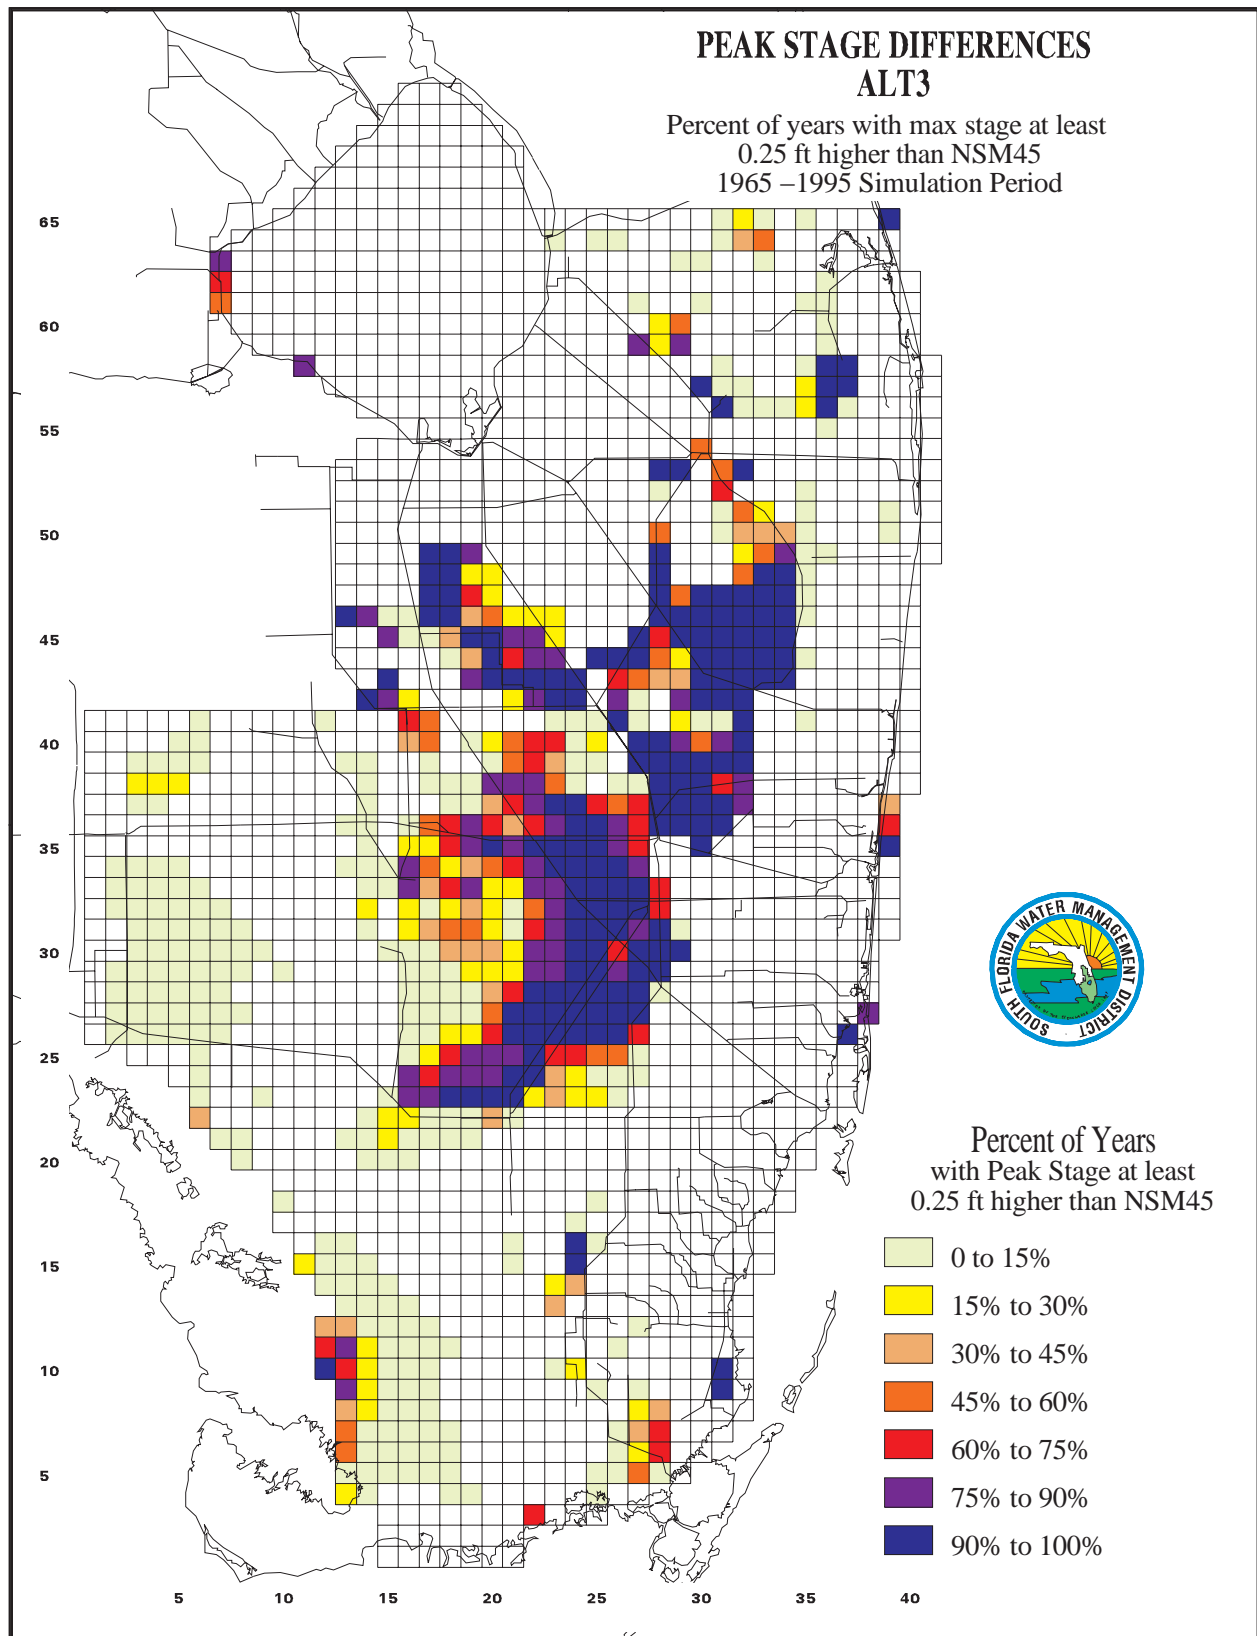 PEAK STAGE DIFFERENCES
ALT3
Percent of years with max stage at least
0.25 ft higher than NSM45
1965 –1995 Simulation Period
65
60
55
50
45
40
35
30
25
20
15
10
5
5 10 15 20 25 30 35 40
SOUTH FLORIDA WATER MANAGEMENT DISTRICT
Percent of Years
with Peak Stage at least
0.25 ft higher than NSM45
0 to 15%
15% to 30%
30% to 45%
45% to 60%
60% to 75%
75% to 90%
90% to 100%